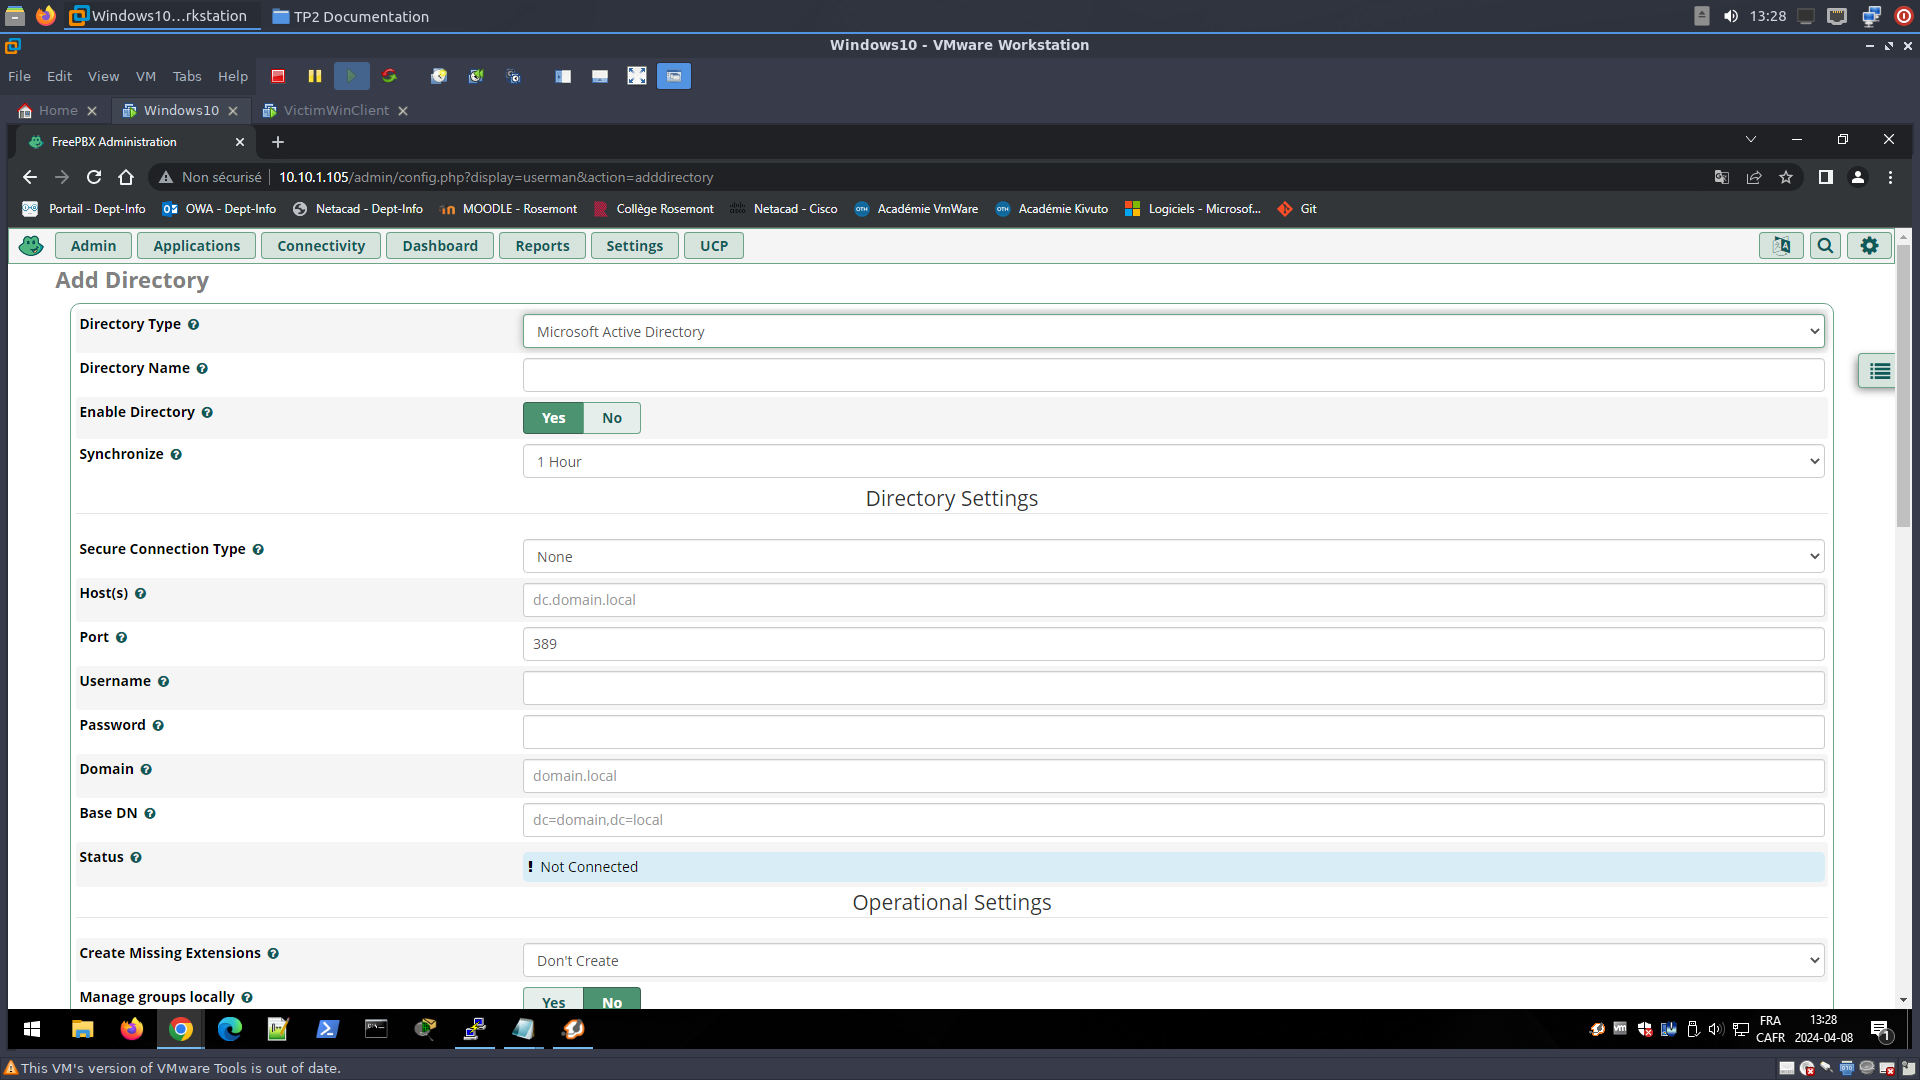 Windows10...rkstation
TP2 Documentation
13:28
Windows10 - VMware Workstation
File Edit View VM Tabs Help
Home
Windows10
VictimWinClient
FreePBX Administration
Non sécurisé
10.10.1.105/admin/config.php?display=userman&action=adddirectory
Portail - Dept-Info
OWA - Dept-Info
Netacad - Dept-Info
MOODLE - Rosemont
Collège Rosemont
Netacad - Cisco
Académie VmWare
Académie Kivuto
Logiciels - Microsof...
Git
Admin Applications Connectivity Dashboard Reports Settings UCP
Add Directory
Directory Type
Microsoft Active Directory
Directory Name
Enable Directory
Yes No
Synchronize
1 Hour
Directory Settings
Secure Connection Type
None
Host(s)
dc.domain.local
Port
389
Username
Password
Domain
domain.local
Base DN
dc=domain,dc=local
Status
! Not Connected
Operational Settings
Create Missing Extensions
Don't Create
Manage groups locally
Yes No
FRA
CAFR
13:28
2024-04-08
1
This VM's version of VMware Tools is out of date.